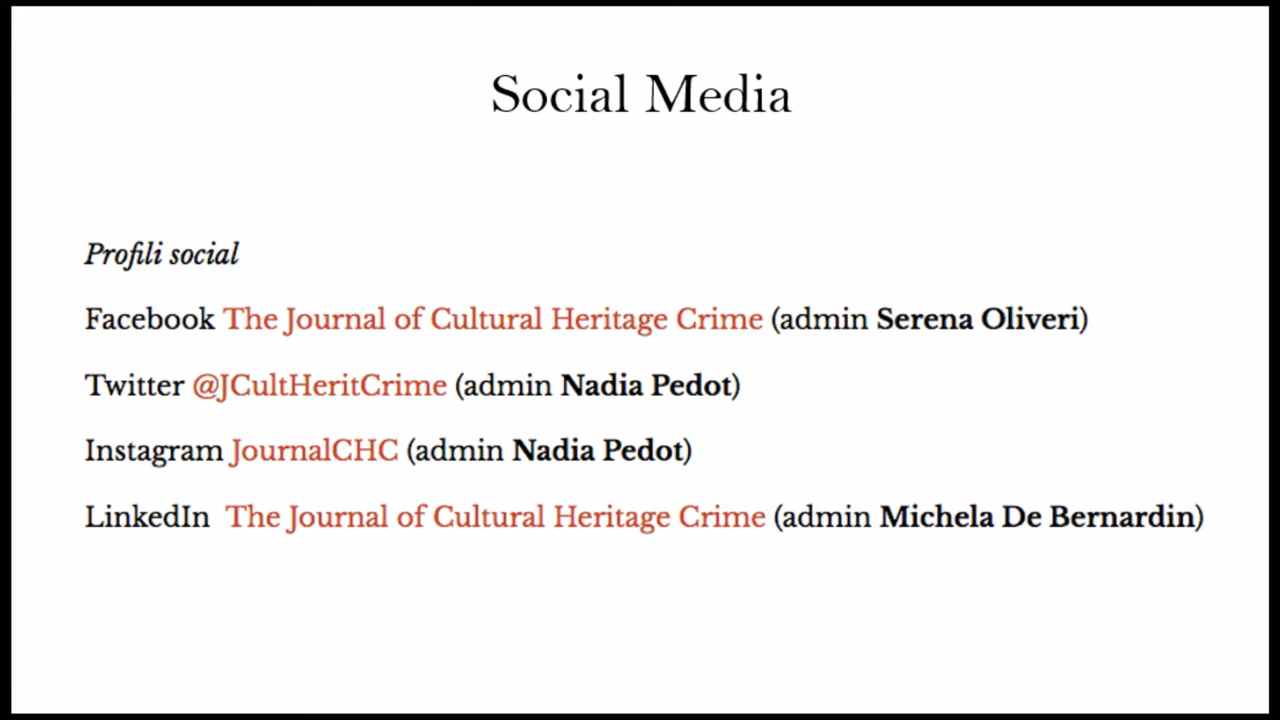 Social Media
Profili social
Facebook The Journal of Cultural Heritage Crime (admin Serena Oliveri)
Twitter @JCultHeritCrime (admin Nadia Pedot)
Instagram JournalCHC (admin Nadia Pedot)
LinkedIn The Journal of Cultural Heritage Crime (admin Michela De Bernardin)